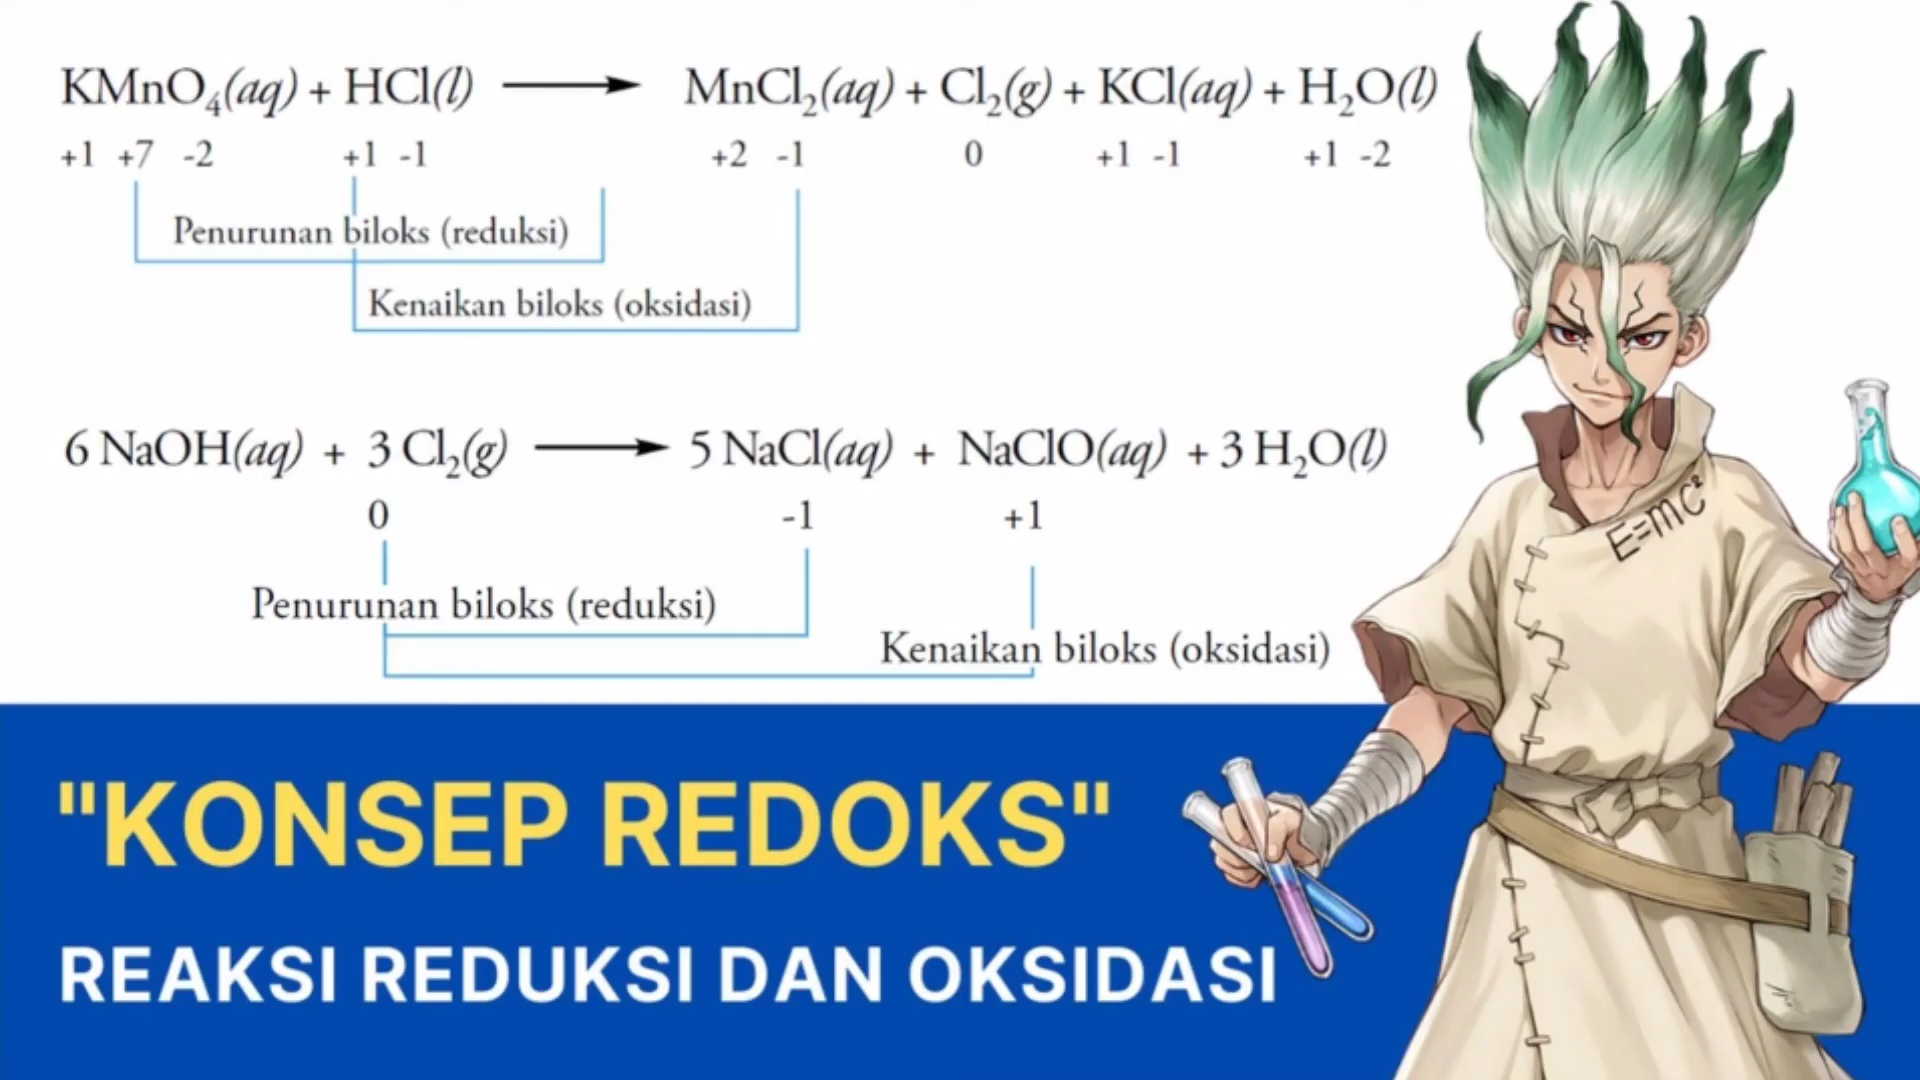 KMnO₄(aq) + HCl(l) ⟶ MnCl₂(aq) + Cl₂(g) + KCl(aq) + H₂O(l)
+1 +7 -2 +1 -1 +2 -1 0 +1 -1 +1 -2
Penurunan biloks (reduksi)
Kenaikan biloks (oksidasi)
6 NaOH(aq) + 3 Cl₂(g) ⟶ 5 NaCl(aq) + NaClO(aq) + 3 H₂O(l)
0 -1 +1
Penurunan biloks (reduksi)
Kenaikan biloks (oksidasi)
E=mc²
"KONSEP REDOKS"
REAKSI REDUKSI DAN OKSIDASI